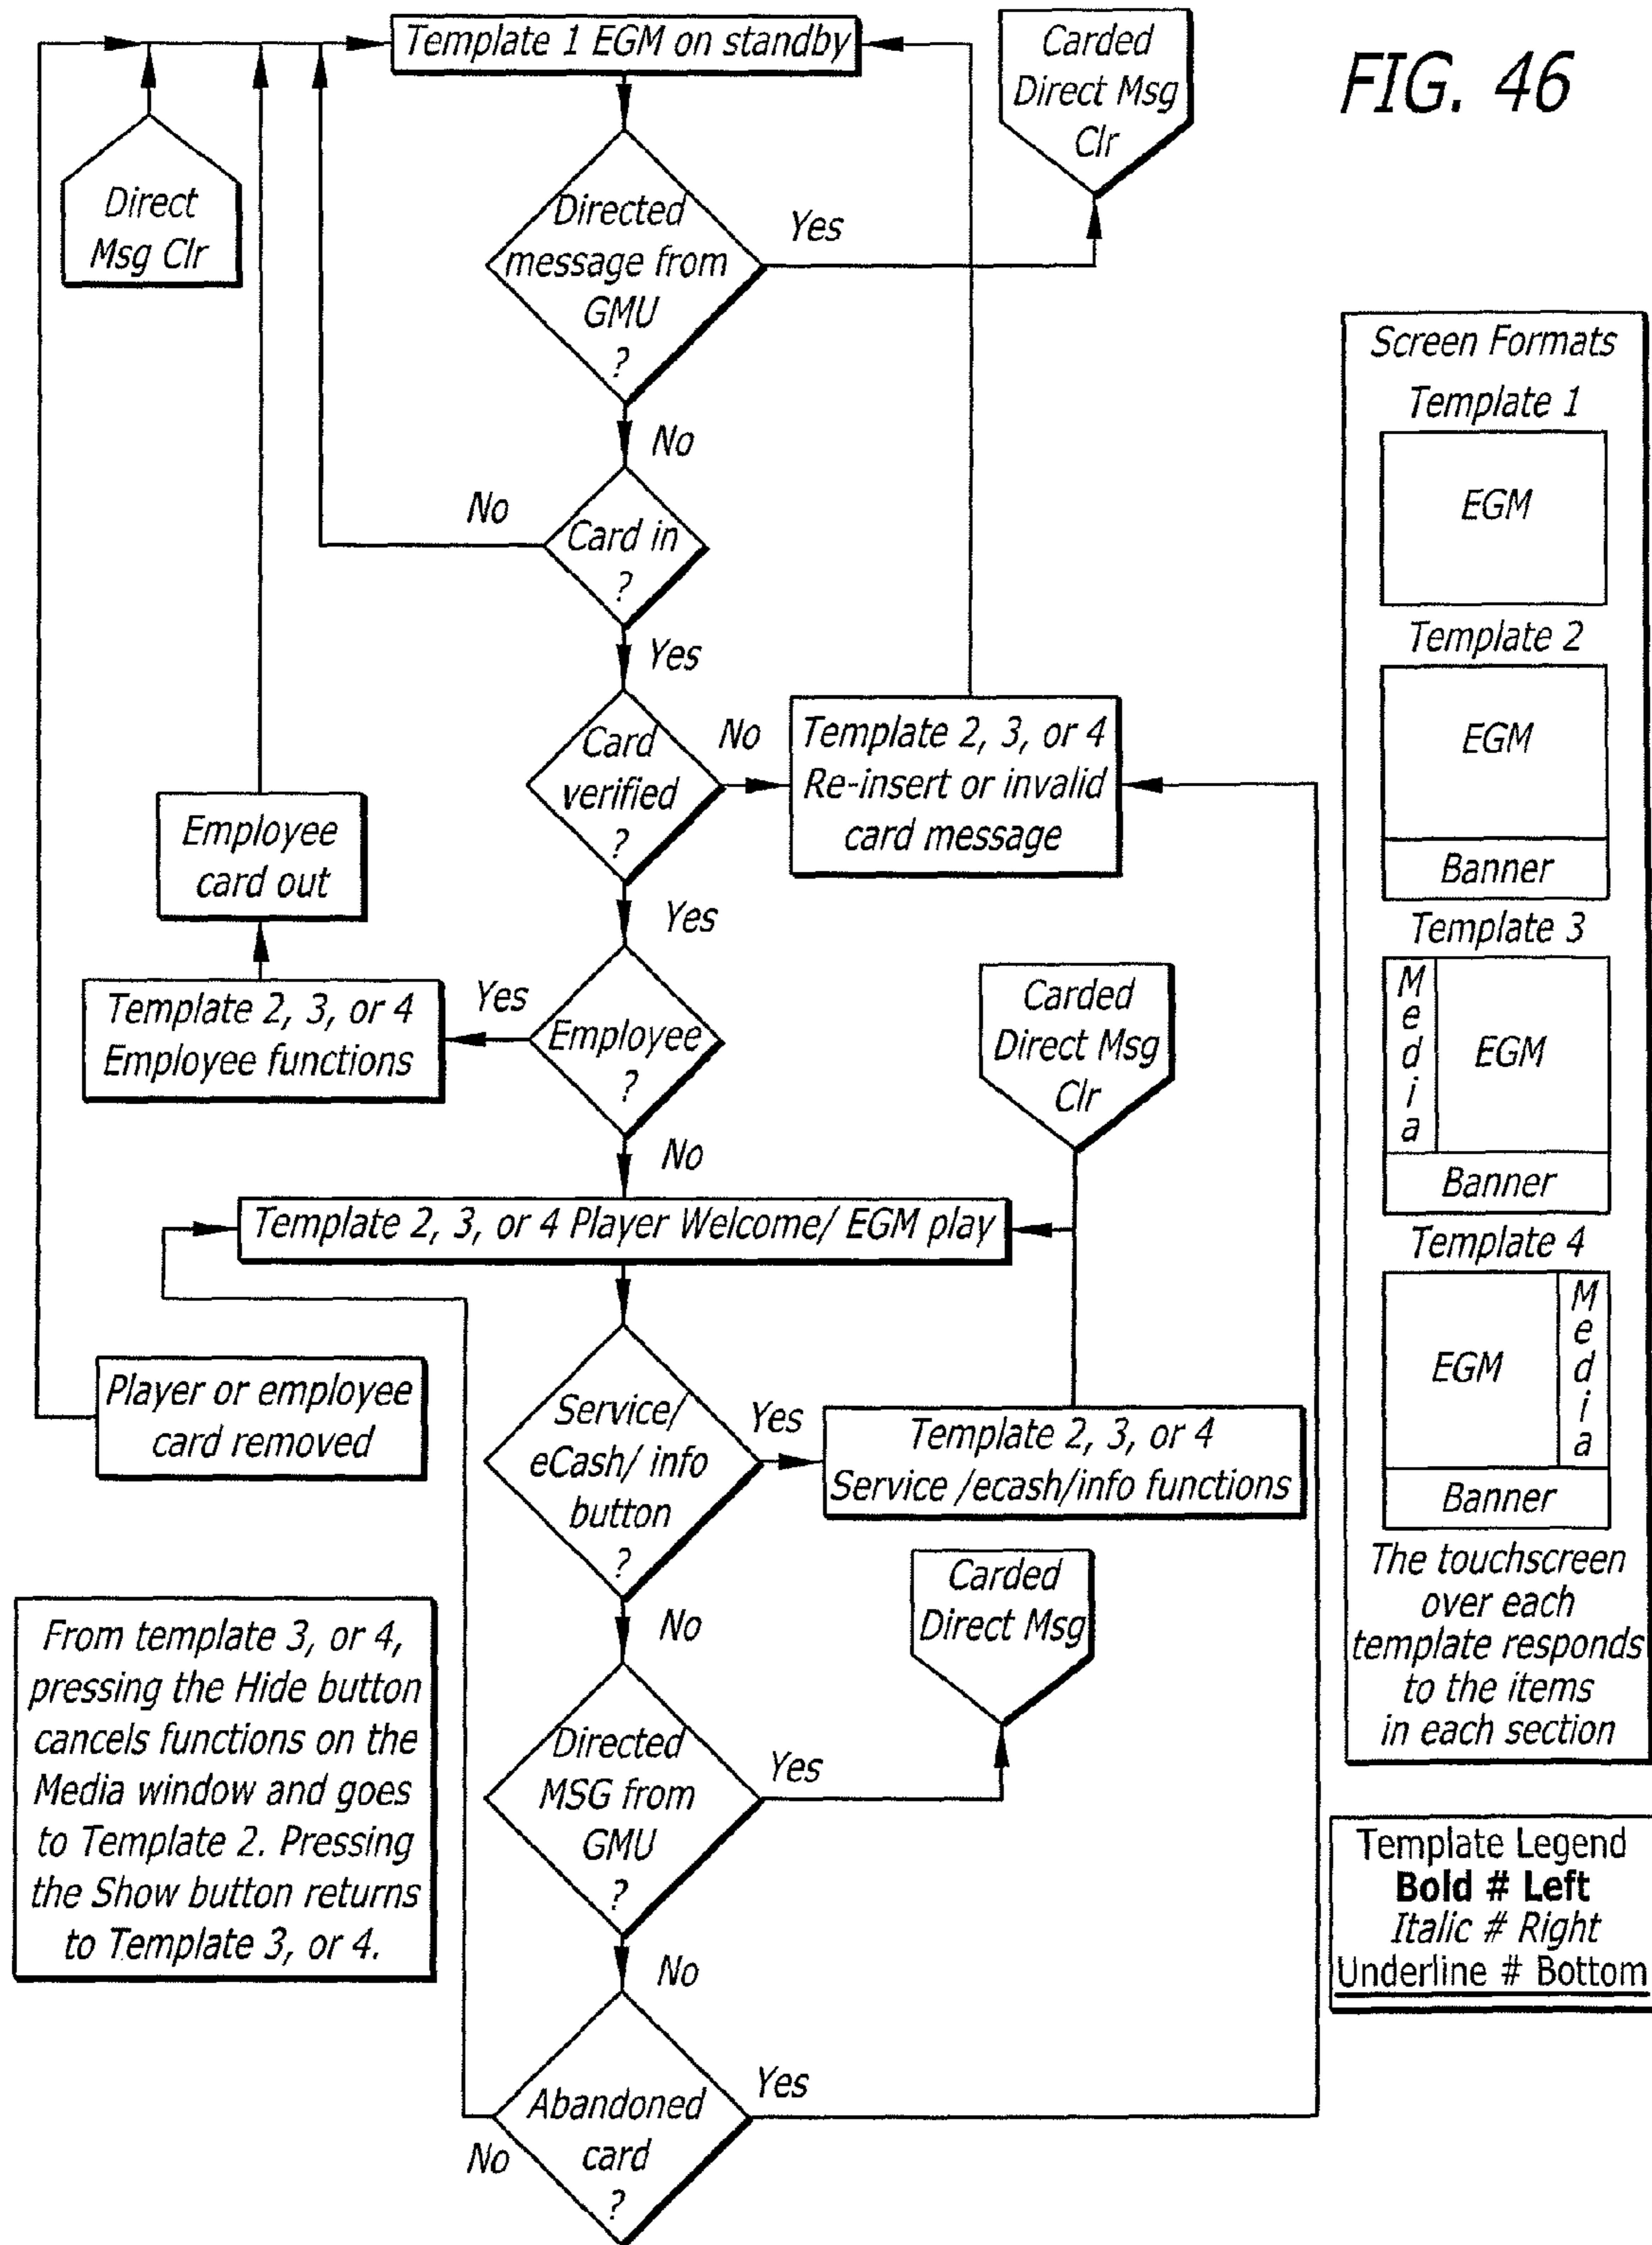 FIG. 46
Template 1 EGM on standby
Carded
Direct Msg
Clr
Direct
Msg Clr
Directed
message from
GMU
?
Yes
No
Card in
?
No
Yes
Card
verified
?
No
Template 2, 3, or 4
Re-insert or invalid
card message
Yes
Employee
card out
Template 2, 3, or 4
Employee functions
Yes
Employee
?
No
Carded
Direct Msg
Clr
Template 2, 3, or 4 Player Welcome/ EGM play
Player or employee
card removed
Service/
eCash/ info
button
?
Yes
Template 2, 3, or 4
Service /ecash/info functions
No
Carded
Direct Msg
Directed
MSG from
GMU
?
Yes
No
Abandoned
card
?
Yes
No
From template 3, or 4,
pressing the Hide button
cancels functions on the
Media window and goes
to Template 2. Pressing
the Show button returns
to Template 3, or 4.
Screen Formats
Template 1
EGM
Template 2
EGM
Banner
Template 3
Media
EGM
Banner
Template 4
EGM
Media
Banner
The touchscreen
over each
template responds
to the items
in each section
Template Legend
Bold # Left
Italic # Right
Underline # Bottom